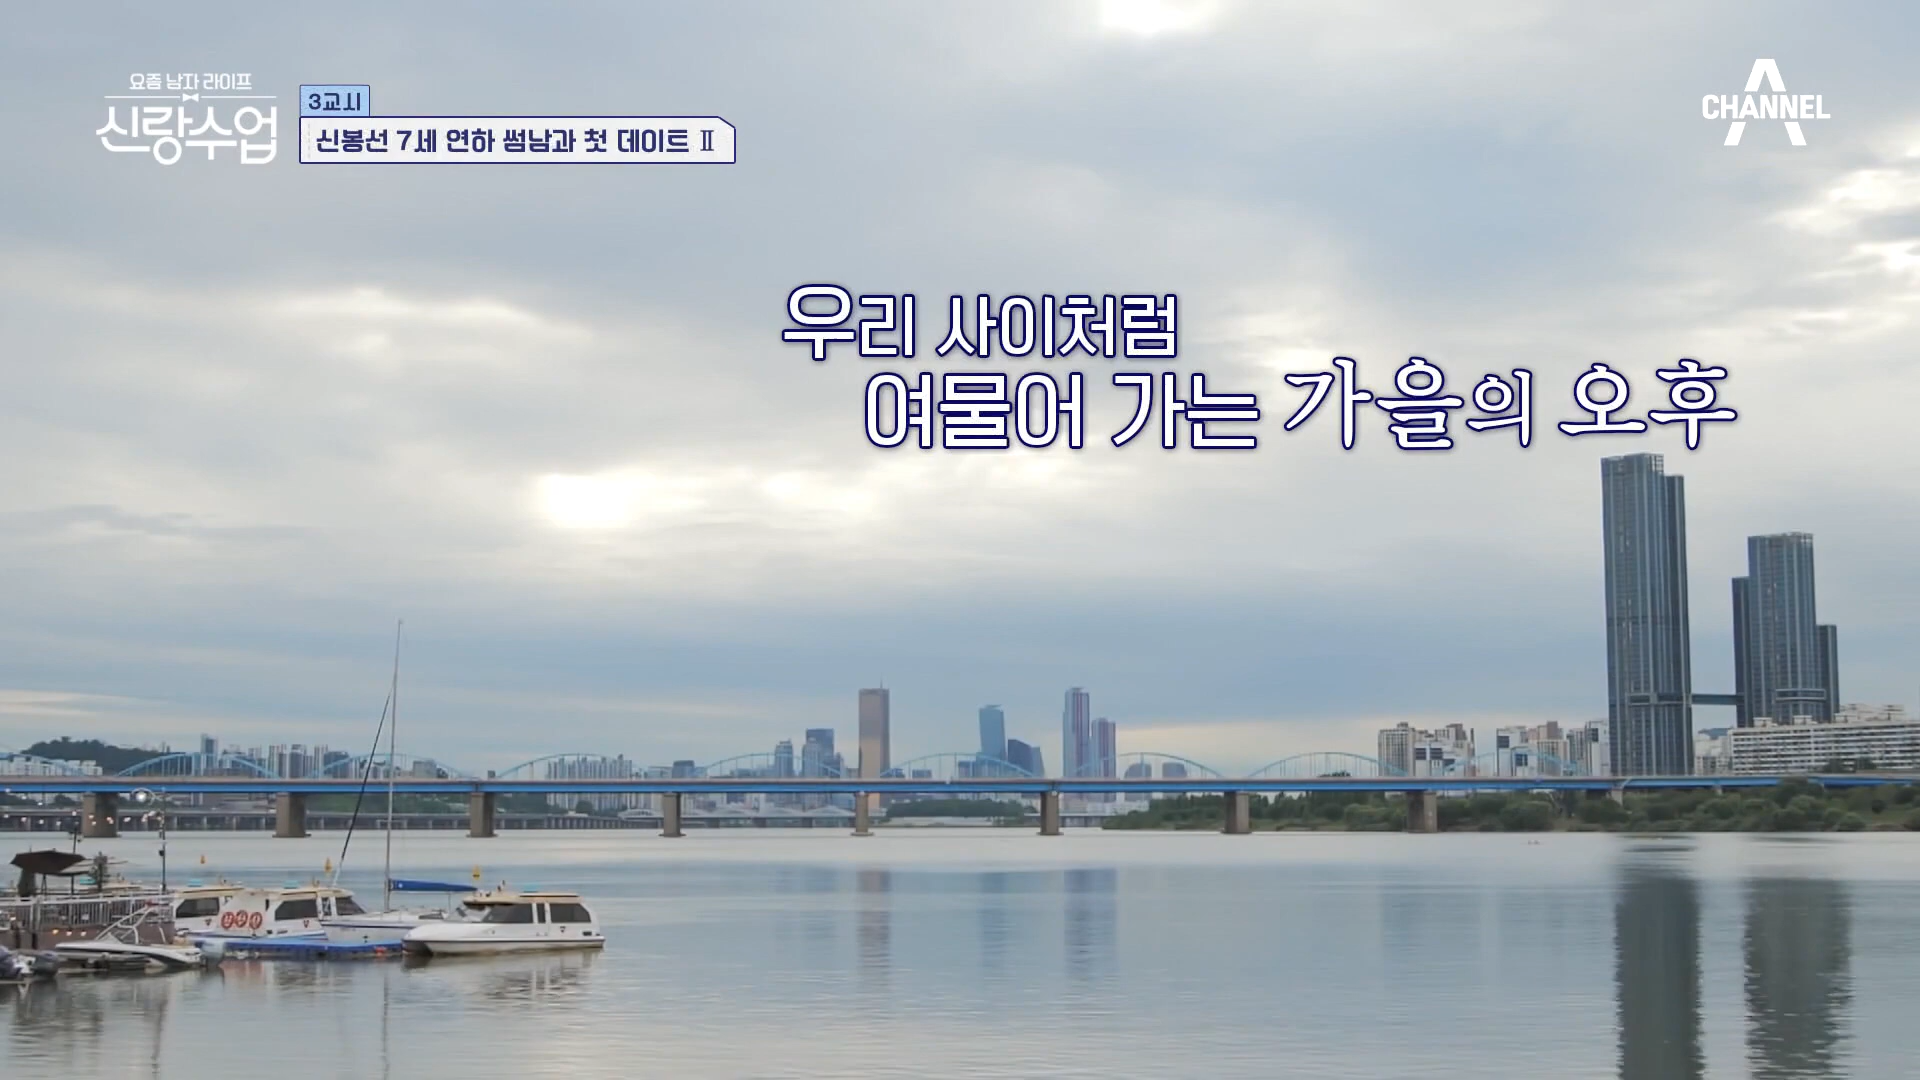 요즘 남자 라이프
신랑수업
3교시
신봉선 7세 연하 썸남과 첫 데이트 Ⅱ
CHANNEL A
우리 사이처럼
여물어 가는 가을의 오후